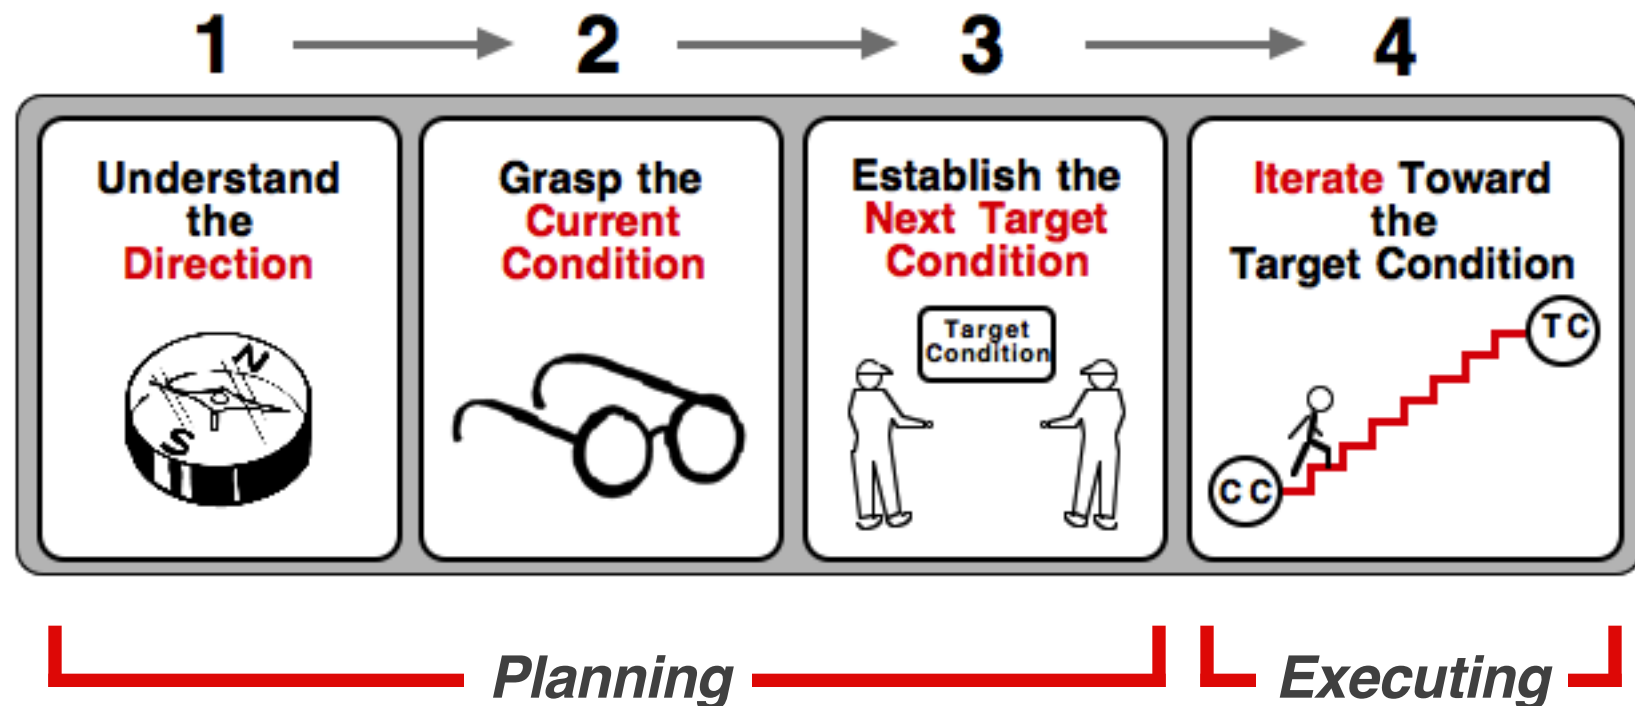 1 2 3 4
Understand
the
Direction
Grasp the
Current
Condition
Establish the
Next Target
Condition
Iterate Toward
the
Target Condition
N
S
Target
Condition
TC
CC
Planning
Executing